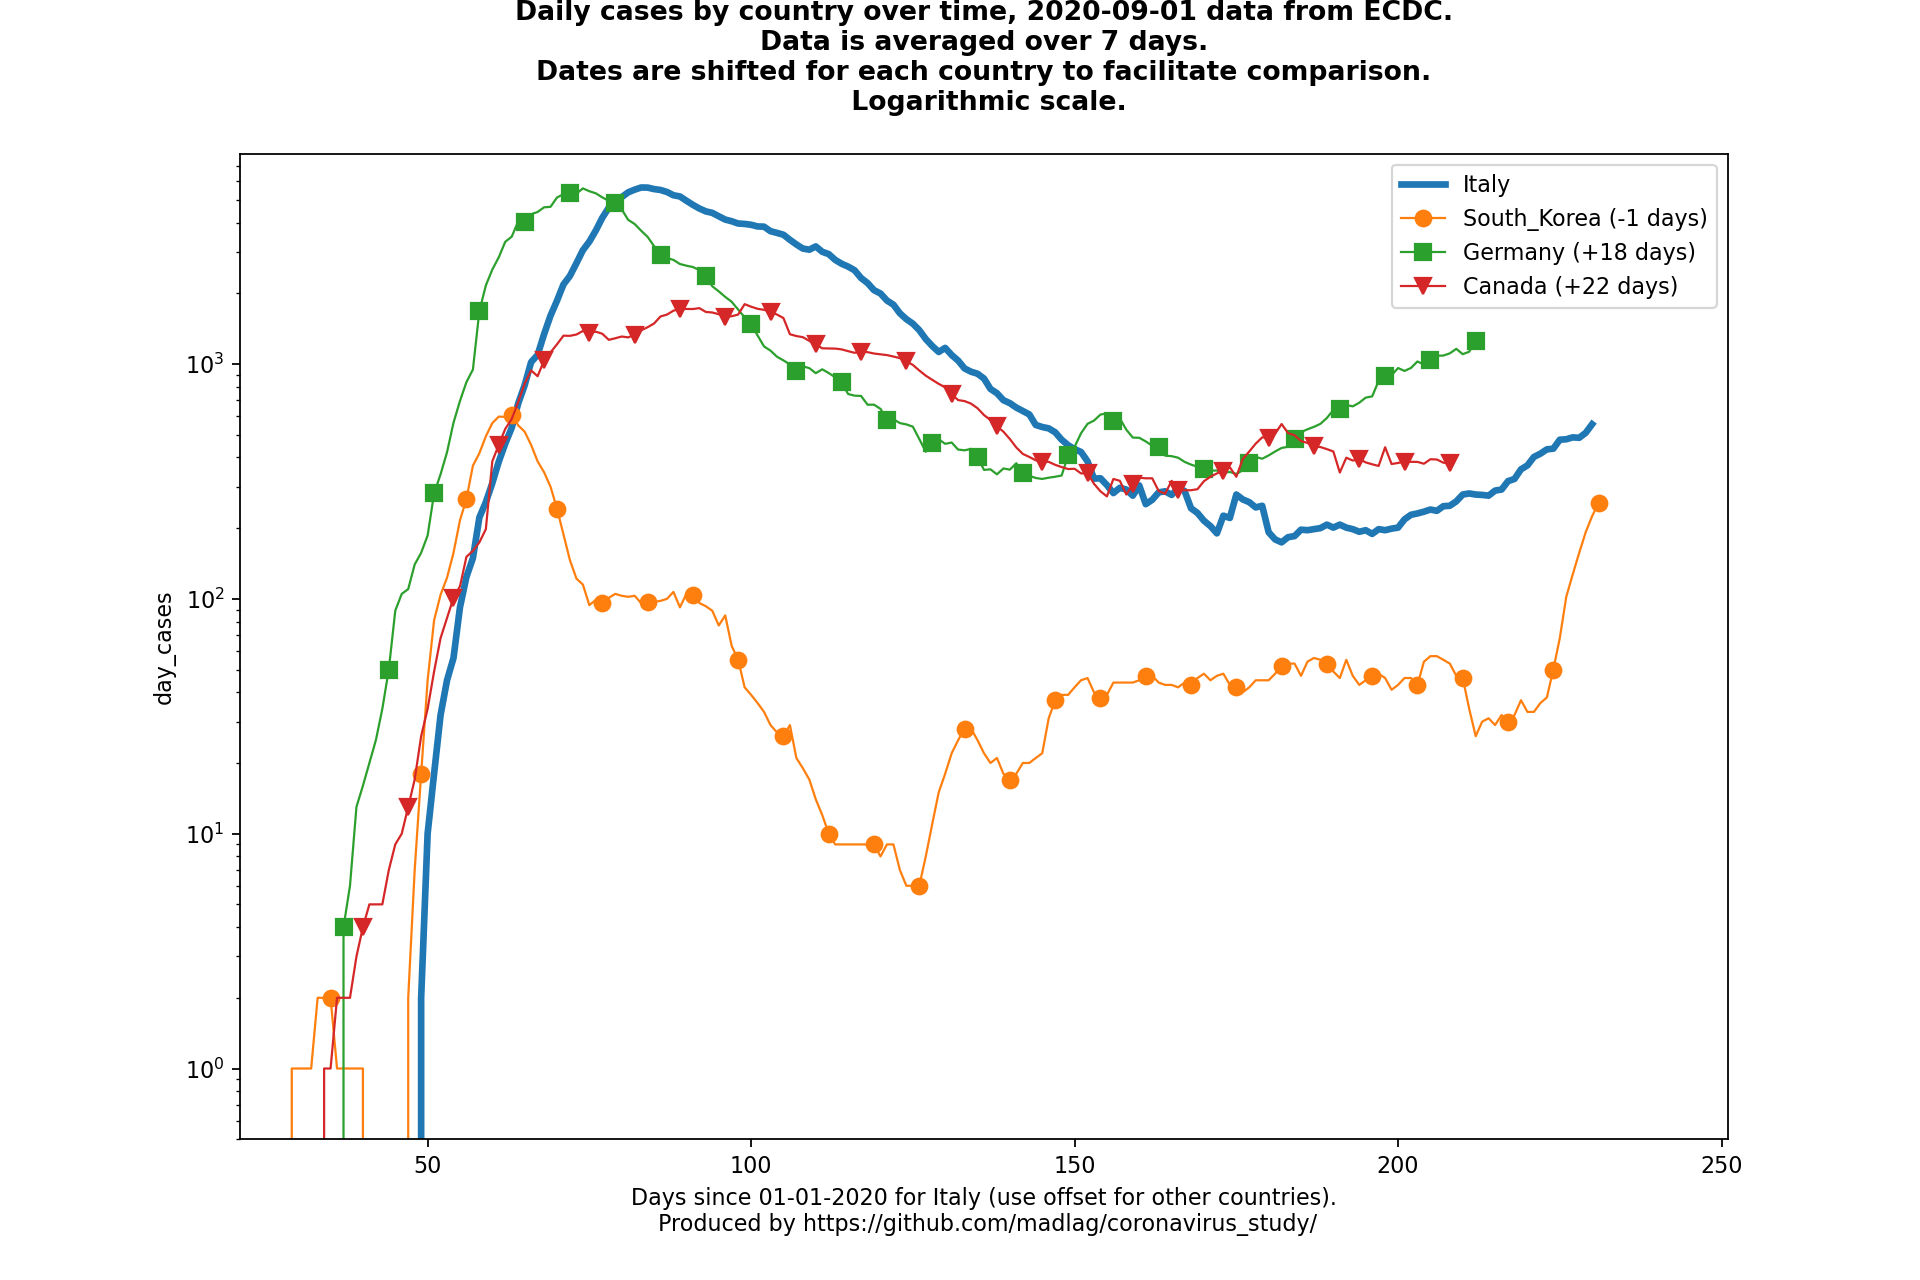 Daily cases by country over time, 2020-09-01 data from ECDC.
Data is averaged over 7 days.
Dates are shifted for each country to facilitate comparison.
Logarithmic scale.
Italy
South_Korea (-1 days)
Germany (+18 days)
Canada (+22 days)
day_cases
10³
10²
10¹
10⁰
50 100 150 200 250
Days since 01-01-2020 for Italy (use offset for other countries).
Produced by https://github.com/madlag/coronavirus_study/